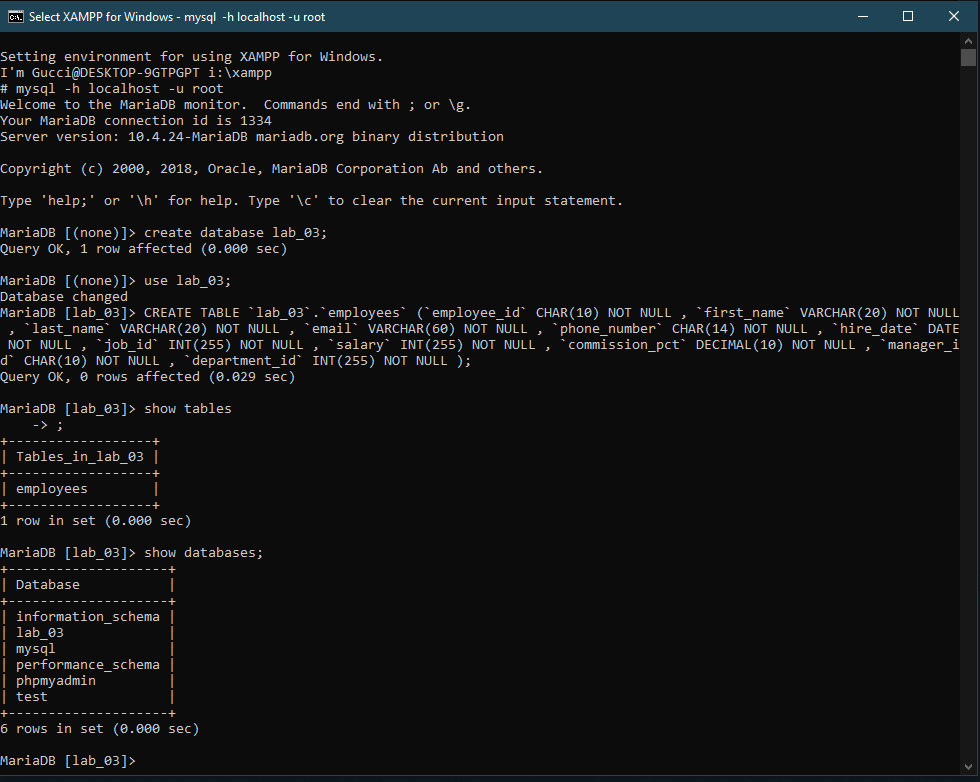 Select XAMPP for Windows - mysql  -h localhost -u root
Setting environment for using XAMPP for Windows.
I'm Gucci@DESKTOP-9GTPGPT i:\xampp
# mysql -h localhost -u root
Welcome to the MariaDB monitor.  Commands end with ; or \g.
Your MariaDB connection id is 1334
Server version: 10.4.24-MariaDB mariadb.org binary distribution
Copyright (c) 2000, 2018, Oracle, MariaDB Corporation Ab and others.
Type 'help;' or '\h' for help. Type '\c' to clear the current input statement.
MariaDB [(none)]> create database lab_03;
Query OK, 1 row affected (0.000 sec)
MariaDB [(none)]> use lab_03;
Database changed
MariaDB [lab_03]> CREATE TABLE `lab_03`.`employees` (`employee_id` CHAR(10) NOT NULL , `first_name` VARCHAR(20) NOT NULL
 , `last_name` VARCHAR(20) NOT NULL , `email` VARCHAR(60) NOT NULL , `phone_number` CHAR(14) NOT NULL , `hire_date` DATE
 NOT NULL , `job_id` INT(255) NOT NULL , `salary` INT(255) NOT NULL , `commission_pct` DECIMAL(10) NOT NULL , `manager_i
d` CHAR(10) NOT NULL , `department_id` INT(255) NOT NULL );
Query OK, 0 rows affected (0.029 sec)
MariaDB [lab_03]> show tables
    -> ;
+------------------+
| Tables_in_lab_03 |
+------------------+
| employees        |
+------------------+
1 row in set (0.000 sec)
MariaDB [lab_03]> show databases;
+--------------------+
| Database           |
+--------------------+
| information_schema |
| lab_03             |
| mysql              |
| performance_schema |
| phpmyadmin         |
| test               |
+--------------------+
6 rows in set (0.000 sec)
MariaDB [lab_03]>